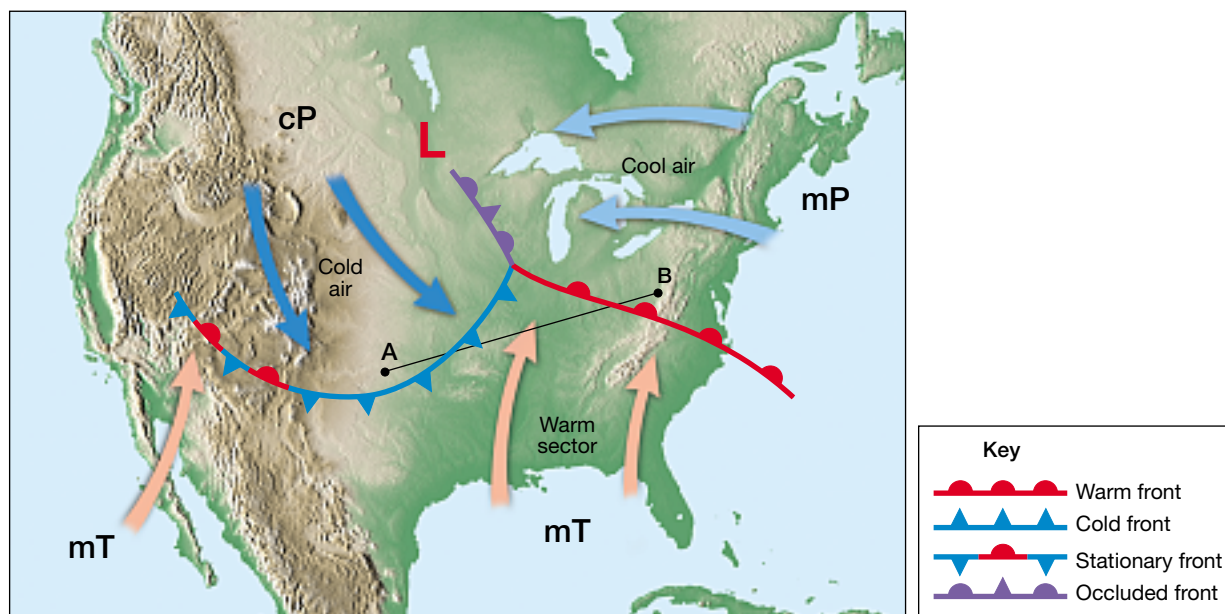 cP
L
Cool air
mP
Cold
air
B
A
Warm
sector
mT
mT
Key
Warm front
Cold front
Stationary front
Occluded front